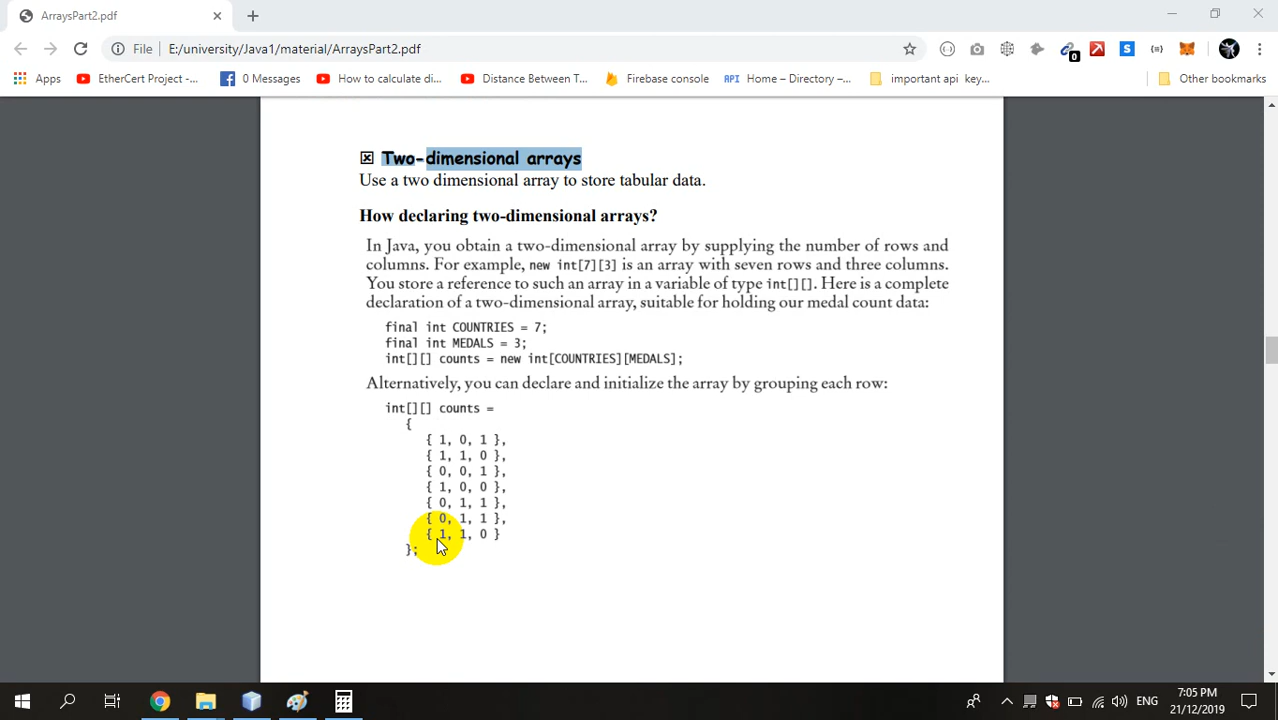 ArraysPart2.pdf
File E:/university/Java1/material/ArraysPart2.pdf
0
Apps EtherCert Project -... 0 Messages How to calculate di... Distance Between T... Firebase console API Home – Directory –... important api key... Other bookmarks
Two-dimensional arrays
Use a two dimensional array to store tabular data.
How declaring two-dimensional arrays?
In Java, you obtain a two-dimensional array by supplying the number of rows and
columns. For example, new int[7][3] is an array with seven rows and three columns.
You store a reference to such an array in a variable of type int[][]. Here is a complete
declaration of a two-dimensional array, suitable for holding our medal count data:
final int COUNTRIES = 7;
final int MEDALS = 3;
int[][] counts = new int[COUNTRIES][MEDALS];
Alternatively, you can declare and initialize the array by grouping each row:
int[][] counts =
{
{ 1, 0, 1 },
{ 1, 1, 0 },
{ 0, 0, 1 },
{ 1, 0, 0 },
{ 0, 1, 1 },
{ 0, 1, 1 },
{ 1, 1, 0 }
};
ENG
7:05 PM
21/12/2019